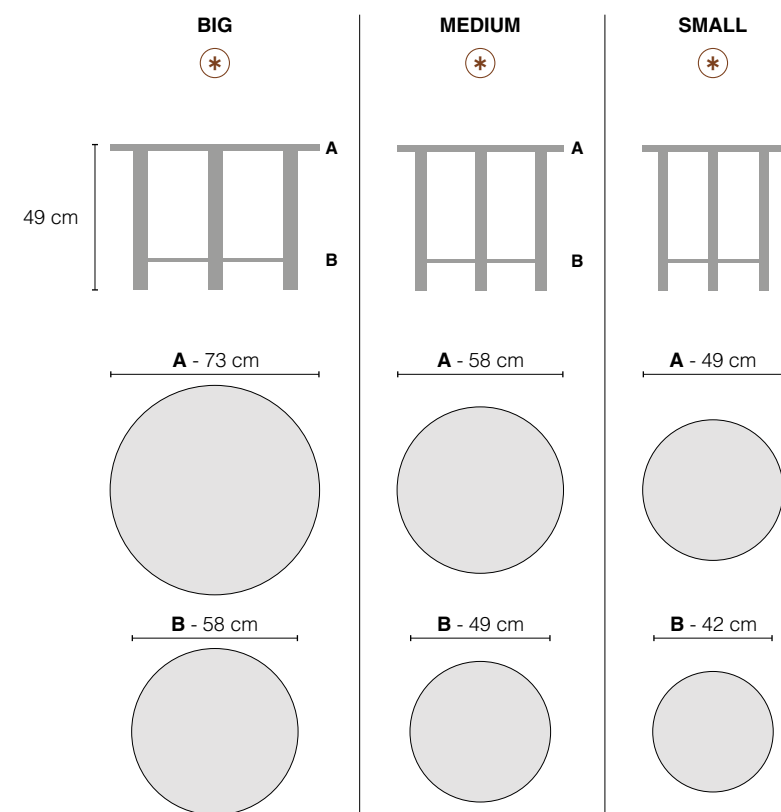 BIG
MEDIUM
SMALL
*
*
*
A
A
49 cm
B
B
A - 73 cm
A - 58 cm
A - 49 cm
B - 58 cm
B - 49 cm
B - 42 cm